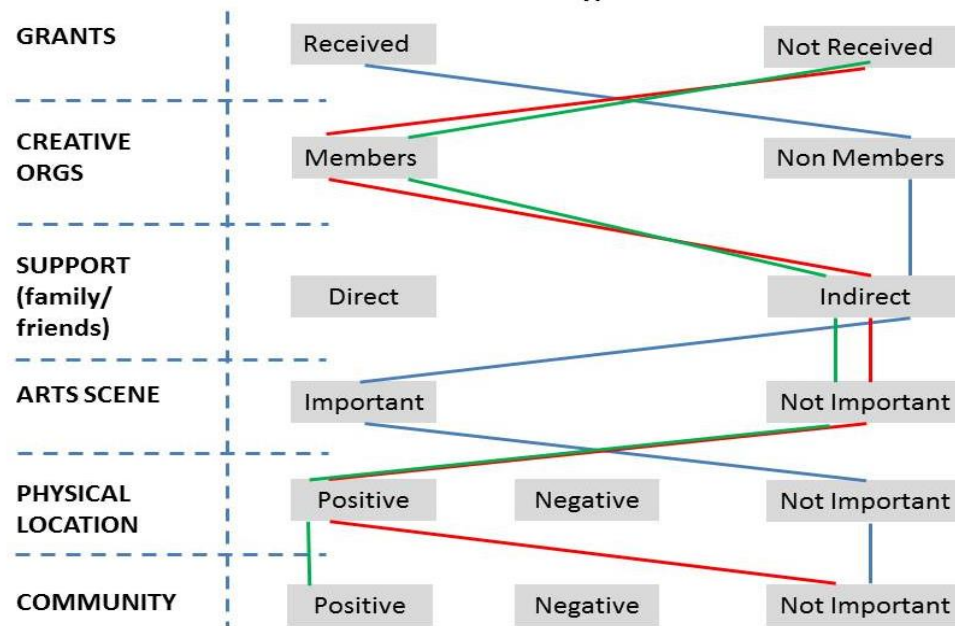 GRANTS
Received
Not Received
CREATIVE
ORGS
Members
Non Members
SUPPORT
(family/
friends)
Direct
Indirect
ARTS SCENE
Important
Not Important
PHYSICAL
LOCATION
Positive
Negative
Not Important
COMMUNITY
Positive
Negative
Not Important